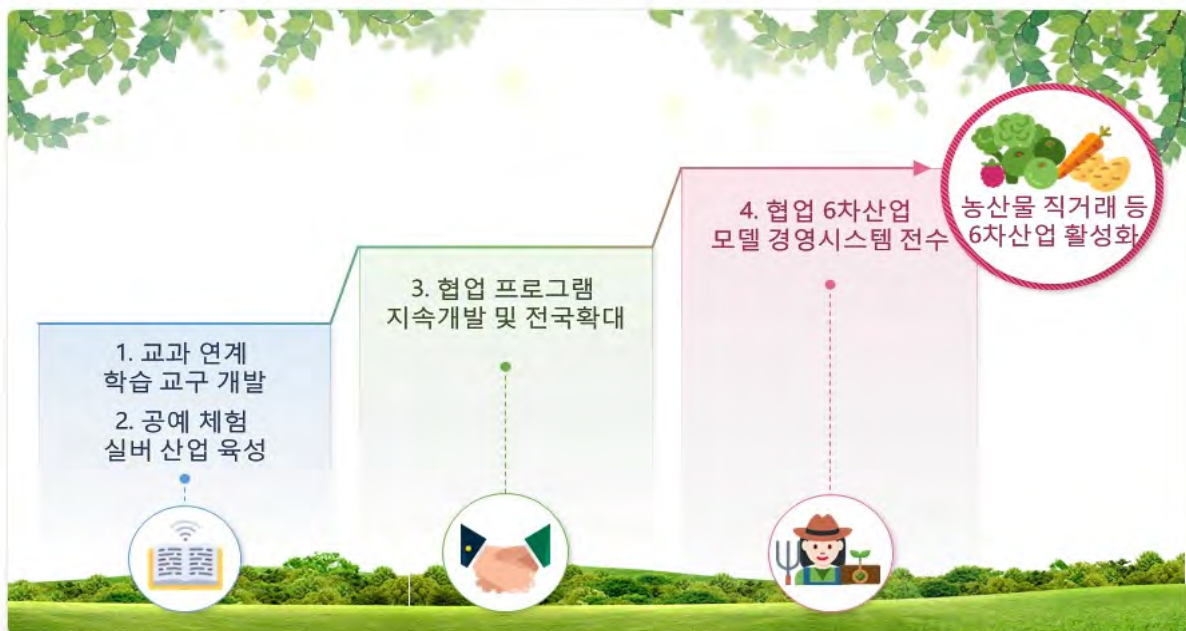 1. 교과 연계
학습 교구 개발
2. 공예 체험
실버 산업 육성
3. 협업 프로그램
지속개발 및 전국확대
4. 협업 6차산업
모델 경영시스템 전수
농산물 직거래 등
6차산업 활성화